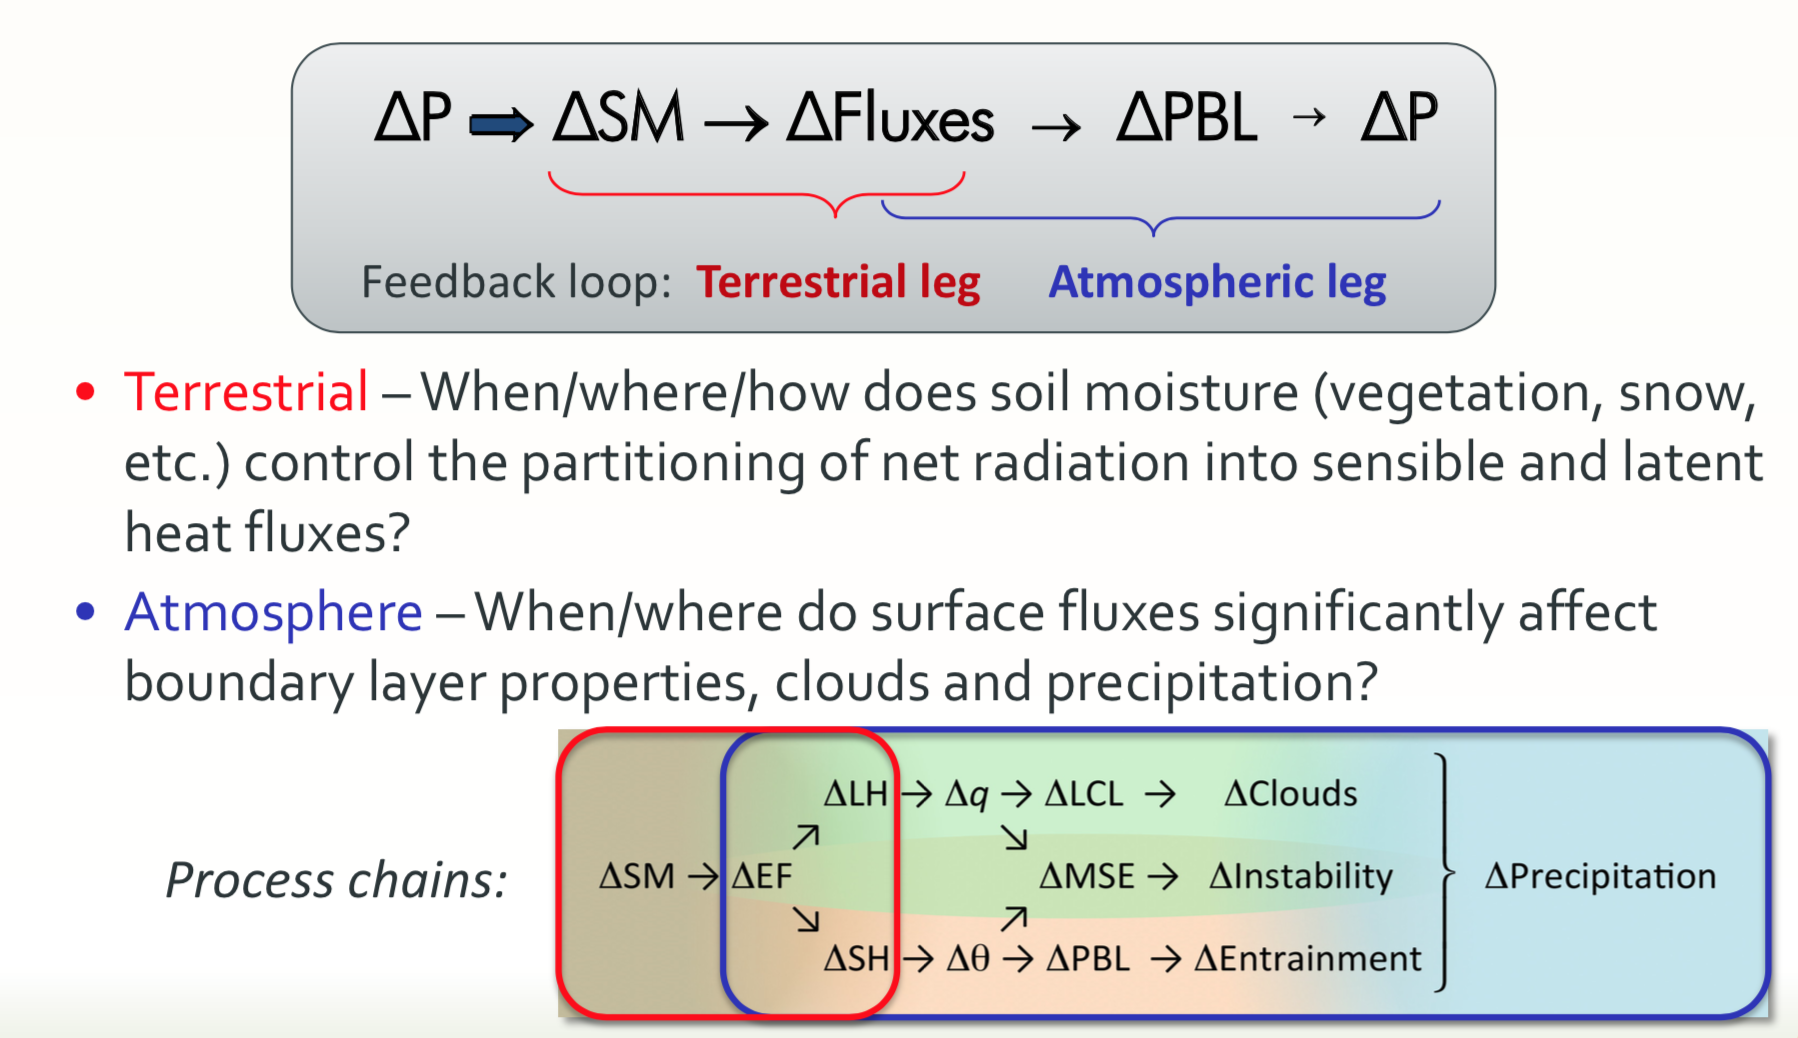 ΔP ➡ ΔSM → ΔFluxes → ΔPBL → ΔP
Feedback loop: Terrestrial leg Atmospheric leg
• Terrestrial – When/where/how does soil moisture (vegetation, snow,
etc.) control the partitioning of net radiation into sensible and latent
heat fluxes?
• Atmosphere – When/where do surface fluxes significantly affect
boundary layer properties, clouds and precipitation?
ΔLH → Δq → ΔLCL → ΔClouds
↗ ↘
Process chains: ΔSM → ΔEF ΔMSE → ΔInstability ΔPrecipitation
↘ ↗
ΔSH → Δθ → ΔPBL → ΔEntrainment